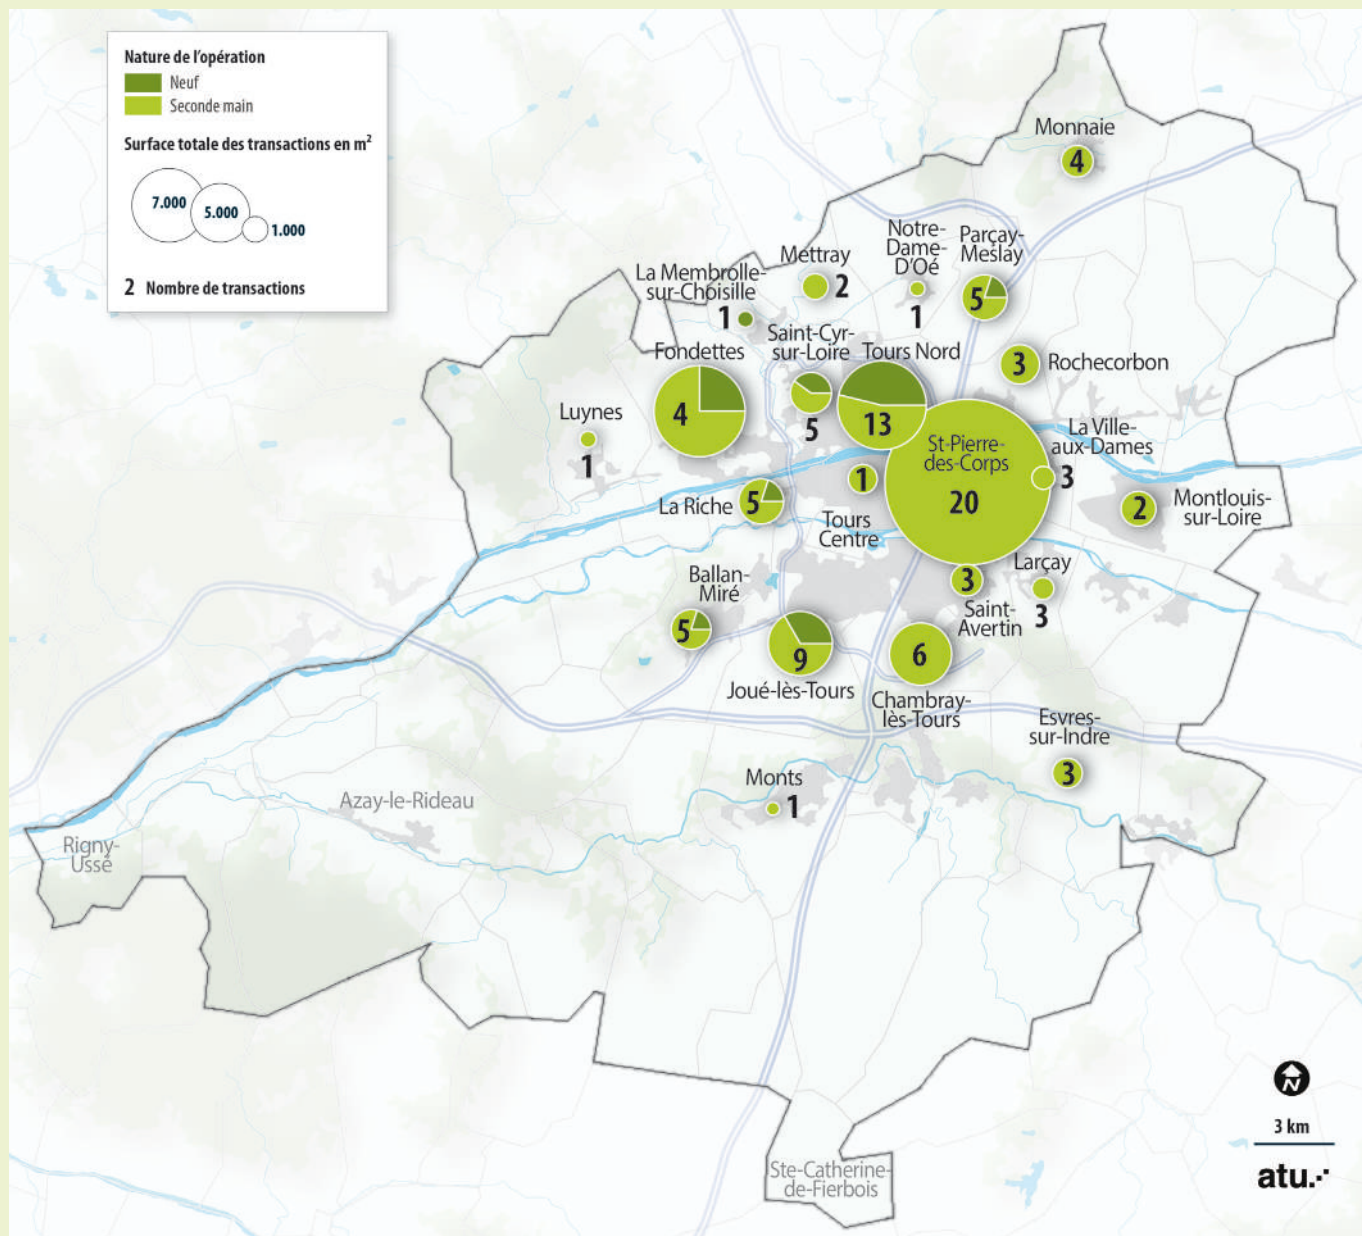 Nature de l'opération
Neuf
Seconde main
Surface totale des transactions en m²
7.000
5.000
1.000
2 Nombre de transactions
Monnaie
4
Notre-
Dame-
D'Oé
1
Parçay-
Meslay
5
Mettray
2
La Membrolle-
sur-Choisille
1
Saint-Cyr-
sur-Loire
5
Tours Nord
13
Fondettes
4
Rochecorbon
3
Luynes
1
La Ville-
aux-Dames
3
St-Pierre-
des-Corps
20
La Riche
5
1
Tours
Centre
2
Montlouis-
sur-Loire
Ballan-
Miré
5
3
Saint-
Avertin
Larçay
3
9
Joué-lès-Tours
6
Chambray-
lès-Tours
Esvres-
sur-Indre
3
Monts
1
Azay-le-Rideau
Rigny-
Ussé
Ste-Catherine-
de-Fierbois
N
3 km
atu.